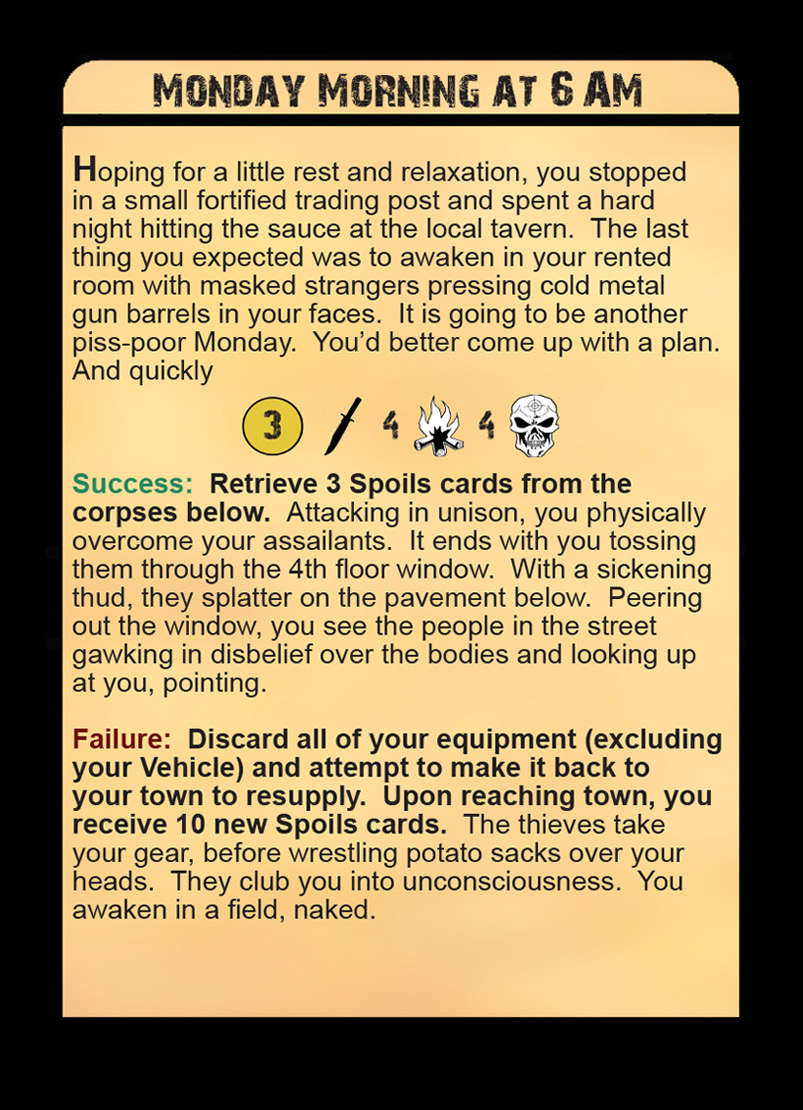 Monday Morning at 6 AM
Hoping for a little rest and relaxation, you stopped
in a small fortified trading post and spent a hard
night hitting the sauce at the local tavern.  The last
thing you expected was to awaken in your rented
room with masked strangers pressing cold metal
gun barrels in your faces.  It is going to be another
piss-poor Monday.  You’d better come up with a plan.
And quickly
3 4 4
Success:  Retrieve 3 Spoils cards from the
corpses below.  Attacking in unison, you physically
overcome your assailants.  It ends with you tossing
them through the 4th floor window.  With a sickening
thud, they splatter on the pavement below.  Peering
out the window, you see the people in the street
gawking in disbelief over the bodies and looking up
at you, pointing.
Failure:  Discard all of your equipment (excluding
your Vehicle) and attempt to make it back to
your town to resupply.  Upon reaching town, you
receive 10 new Spoils cards.  The thieves take
your gear, before wrestling potato sacks over your
heads.  They club you into unconsciousness.  You
awaken in a field, naked.